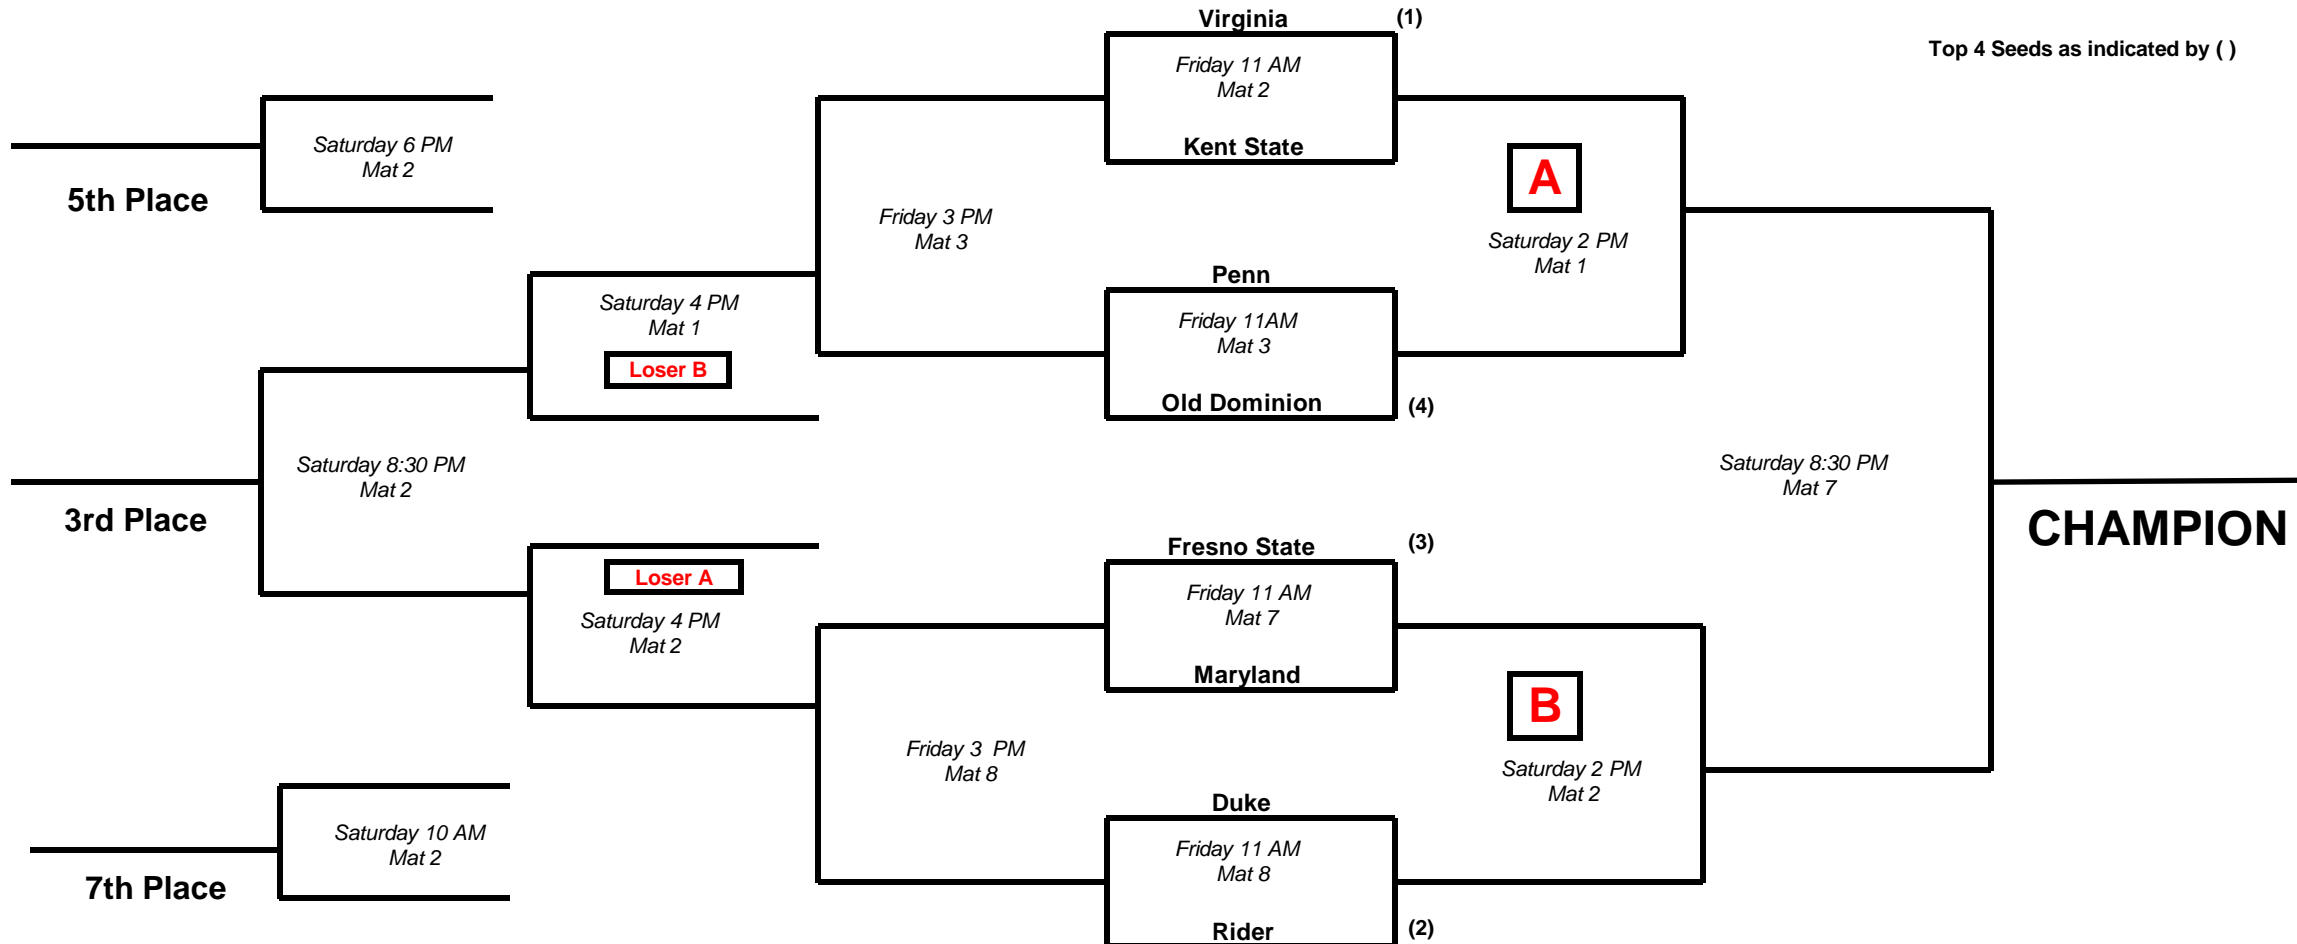 Virginia (1)
Top 4 Seeds as indicated by ( )
Friday 11 AM
Mat 2
Kent State
Saturday 6 PM
Mat 2
5th Place
A
Friday 3 PM
Mat 3
Saturday 2 PM
Mat 1
Penn
Saturday 4 PM
Mat 1
Loser B
Friday 11AM
Mat 3
Old Dominion (4)
Saturday 8:30 PM
Mat 2
3rd Place
Saturday 8:30 PM
Mat 7
CHAMPION
Fresno State (3)
Loser A
Saturday 4 PM
Mat 2
Friday 11 AM
Mat 7
Maryland
B
Friday 3  PM
Mat 8
Saturday 2 PM
Mat 2
Duke
Saturday 10 AM
Mat 2
7th Place
Friday 11 AM
Mat 8
Rider (2)